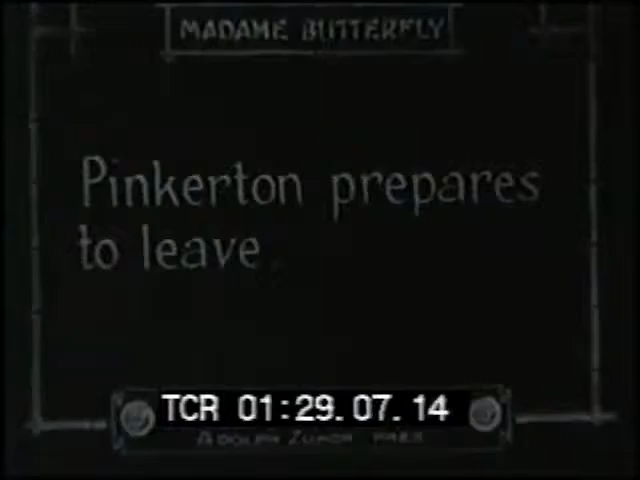 MADAME BUTTERFLY
Pinkerton prepares
to leave
TCR 01:29.07.14
ADOLPH ZUKOR PRES